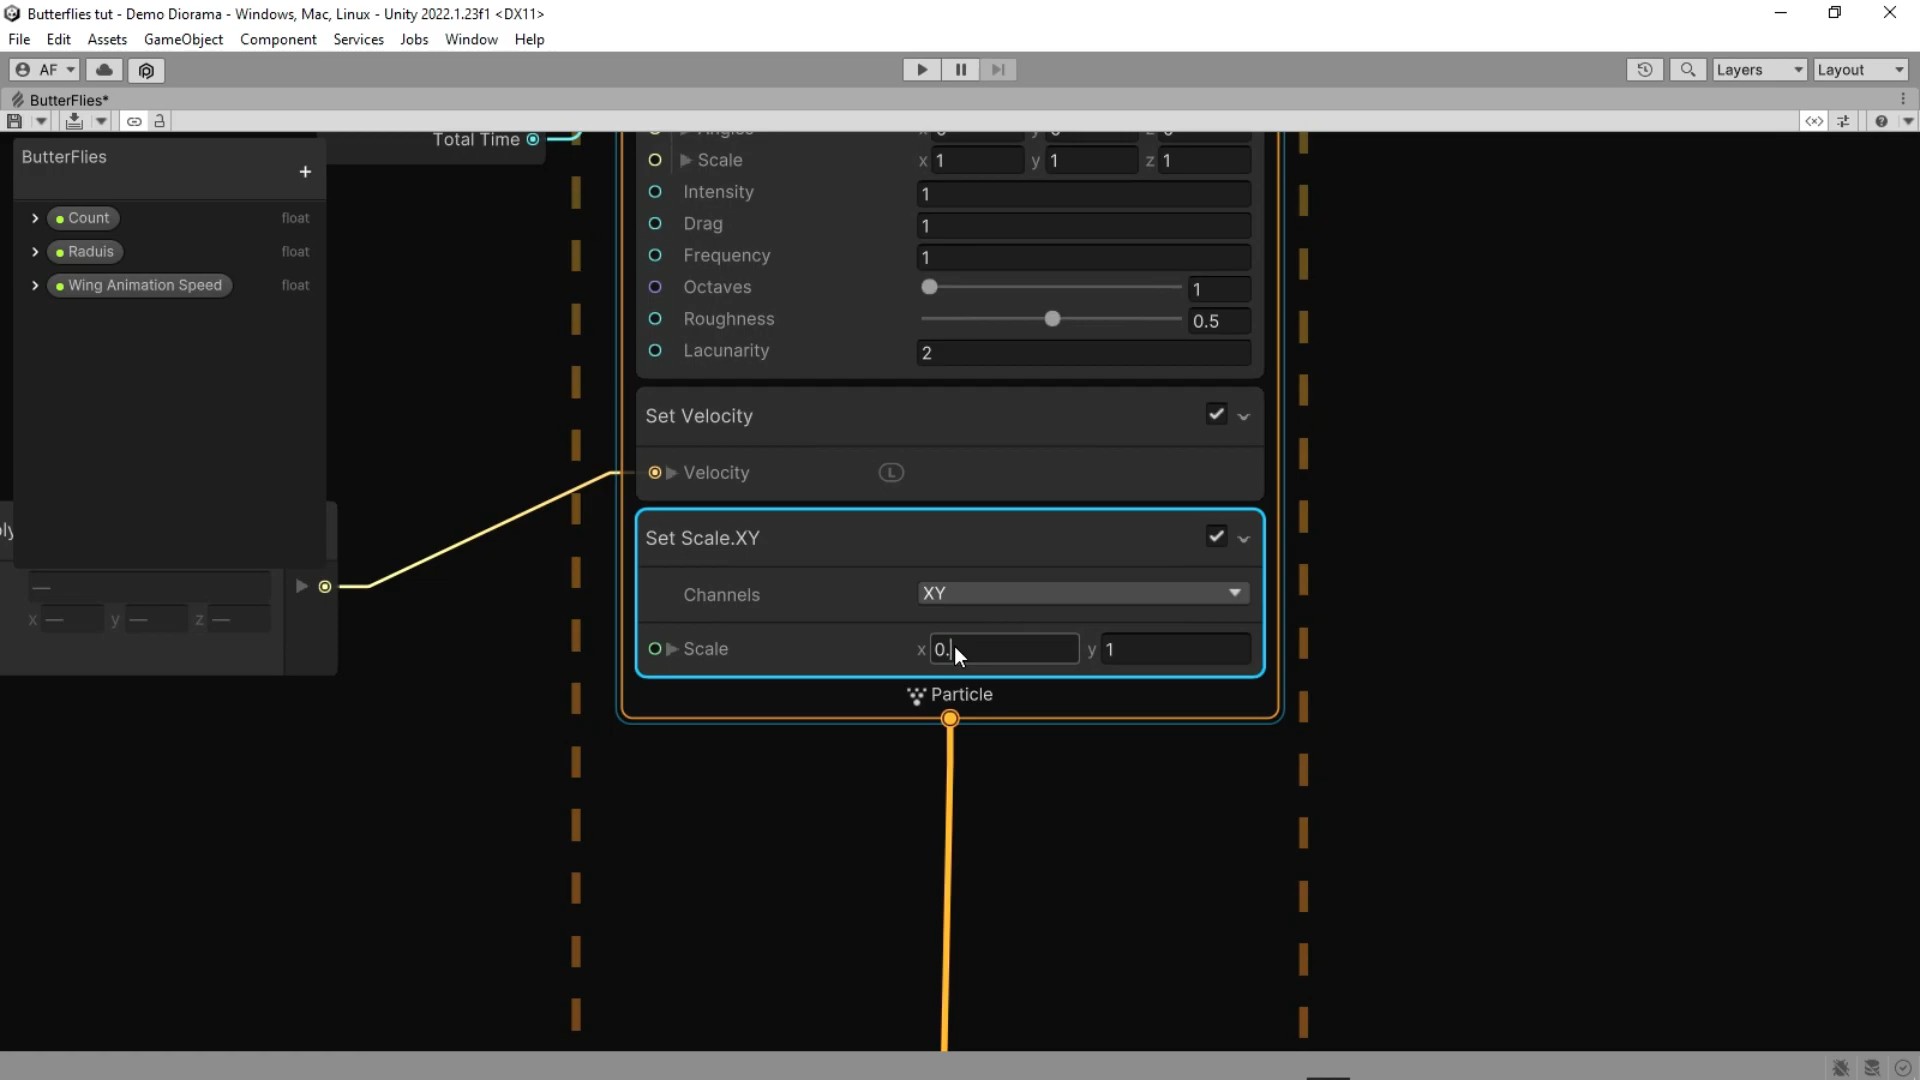 Butterflies tut - Demo Diorama - Windows, Mac, Linux - Unity 2022.1.23f1 <DX11>
File Edit Assets GameObject Component Services Jobs Window Help
AF Layers Layout
ButterFlies*
Total Time
ButterFlies +
Count float
Raduis float
Wing Animation Speed float
x — y — z —
Scale x 1 y 1 z 1
Intensity 1
Drag 1
Frequency 1
Octaves 1
Roughness 0.5
Lacunarity 2
Set Velocity
Velocity L
Set Scale.XY
Channels XY
Scale x 0. y 1
Particle